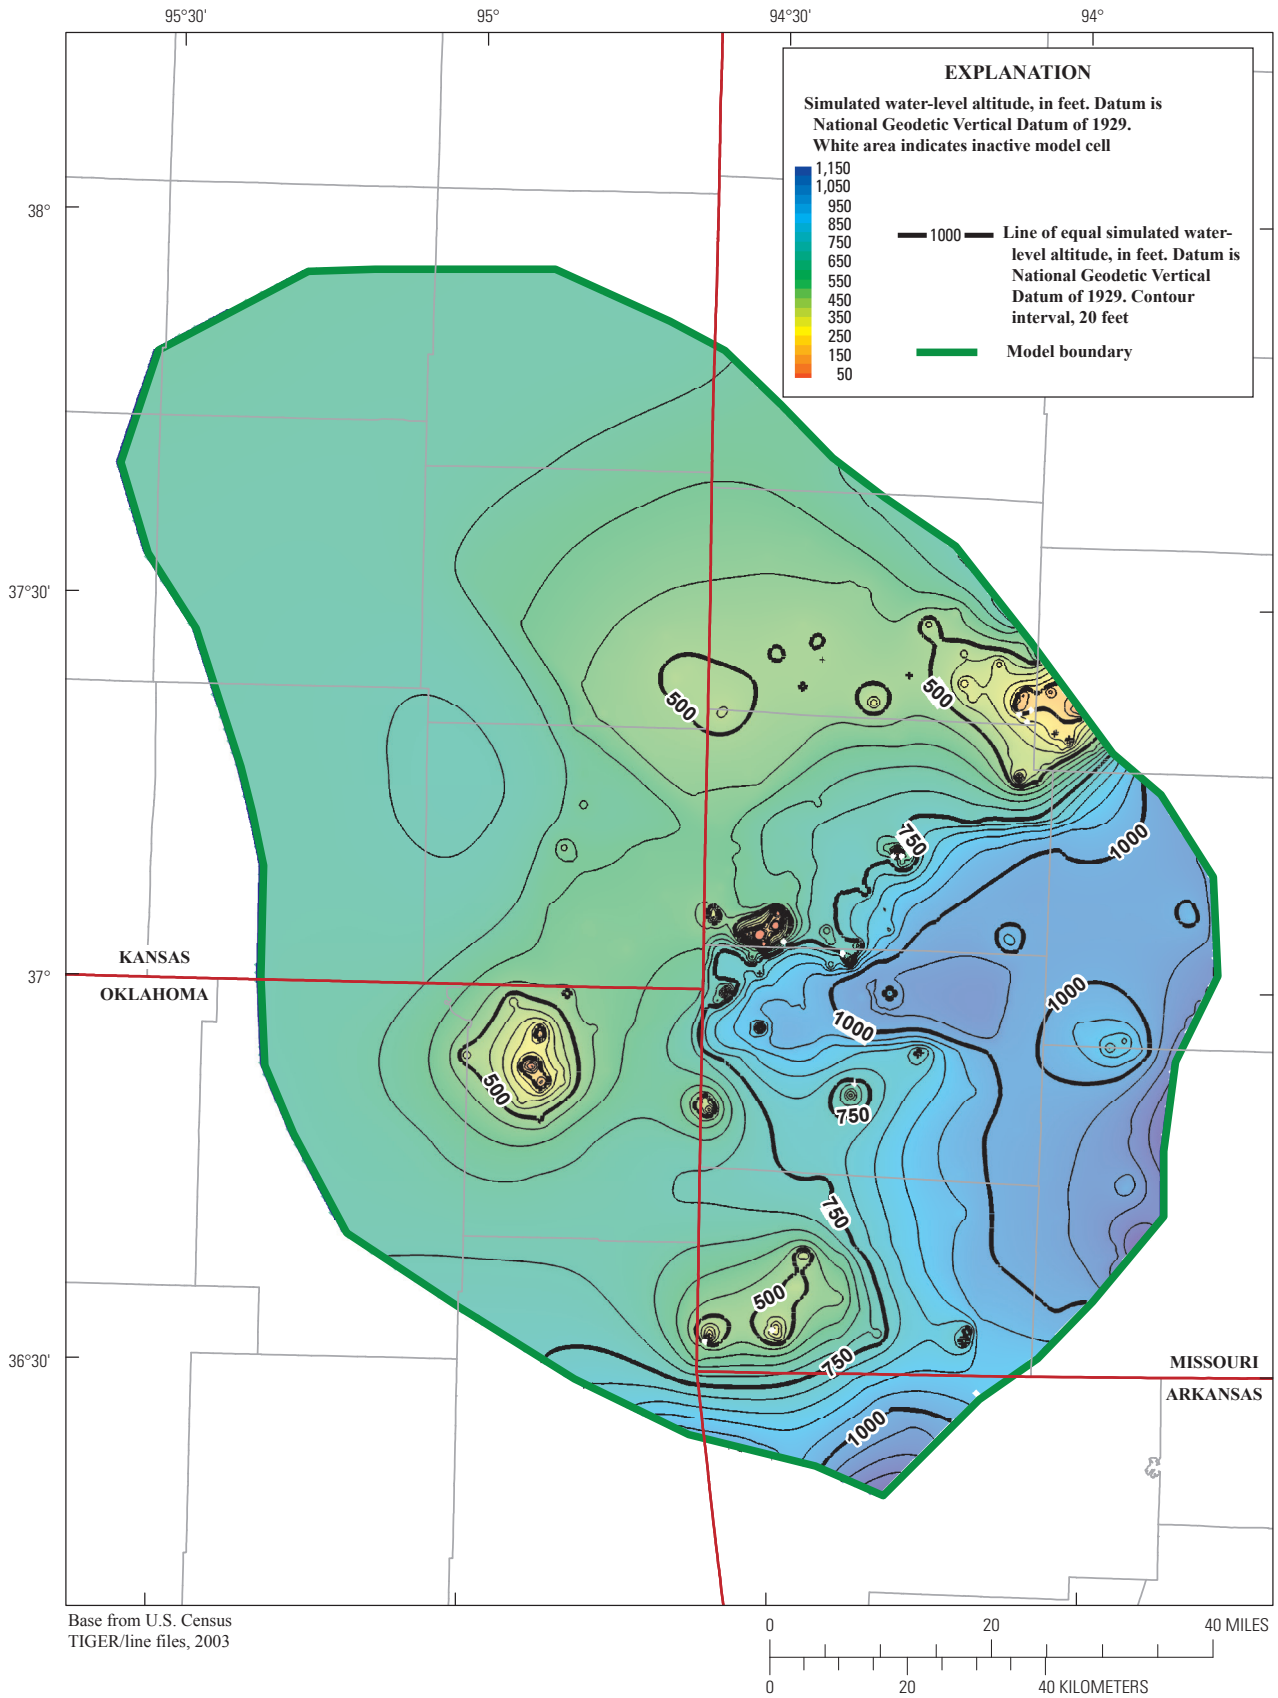 95°30'
95°
94°30'
94°
EXPLANATION
Simulated water-level altitude, in feet. Datum is
National Geodetic Vertical Datum of 1929.
White area indicates inactive model cell
1,150
1,050
950
850
750
650
550
450
350
250
150
50
1000
Line of equal simulated water-
level altitude, in feet. Datum is
National Geodetic Vertical
Datum of 1929. Contour
interval, 20 feet
Model boundary
38°
37°30'
37°
36°30'
500
500
750
1000
KANSAS
OKLAHOMA
1000
1000
500
750
750
500
750
1000
MISSOURI
ARKANSAS
Base from U.S. Census
TIGER/line files, 2003
0 20 40 MILES
0 20 40 KILOMETERS